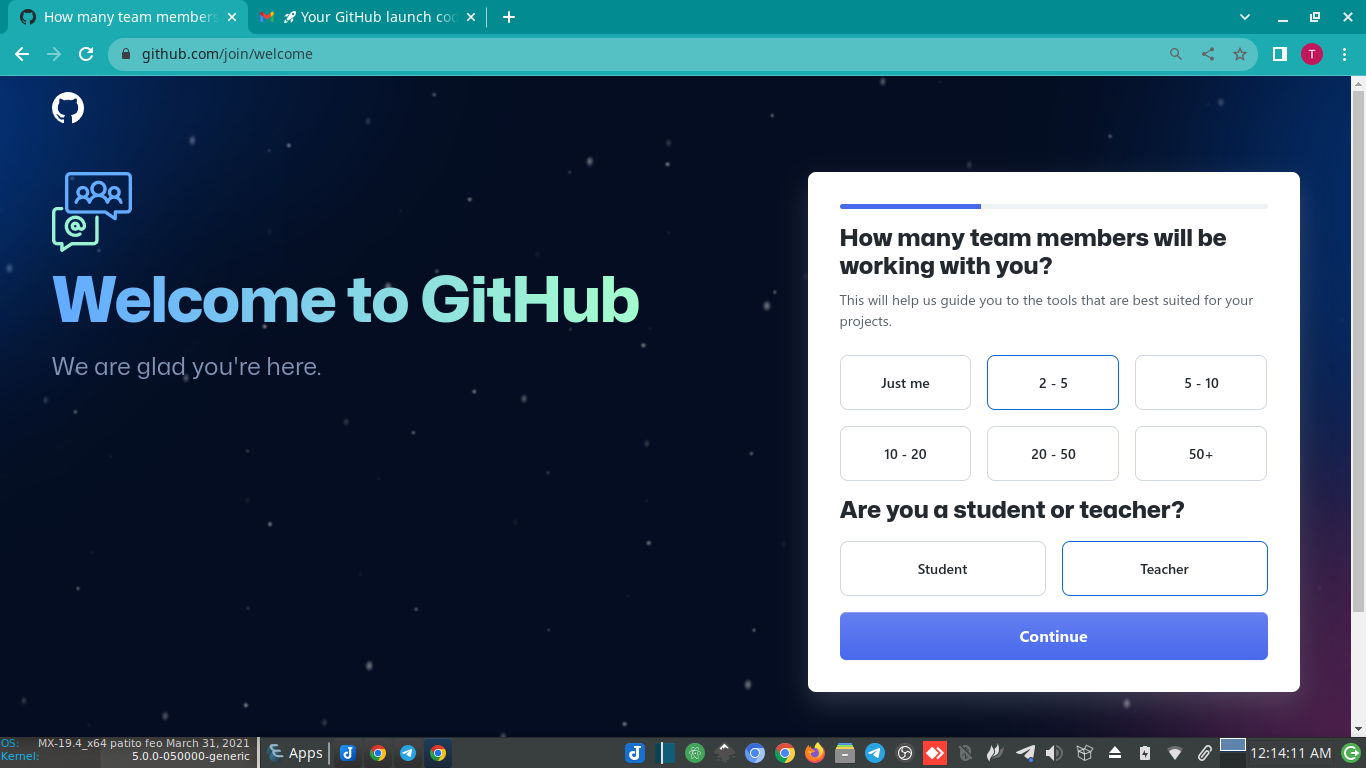 How many team members
🚀 Your GitHub launch cod
github.com/join/welcome
T
@
Welcome to GitHub
We are glad you're here.
How many team members will be
working with you?
This will help us guide you to the tools that are best suited for your
projects.
Just me
2 - 5
5 - 10
10 - 20
20 - 50
50+
Are you a student or teacher?
Student
Teacher
Continue
OS: MX-19.4_x64 patito feo March 31, 2021
Kernel: 5.0.0-050000-generic
Apps
12:14:11 AM